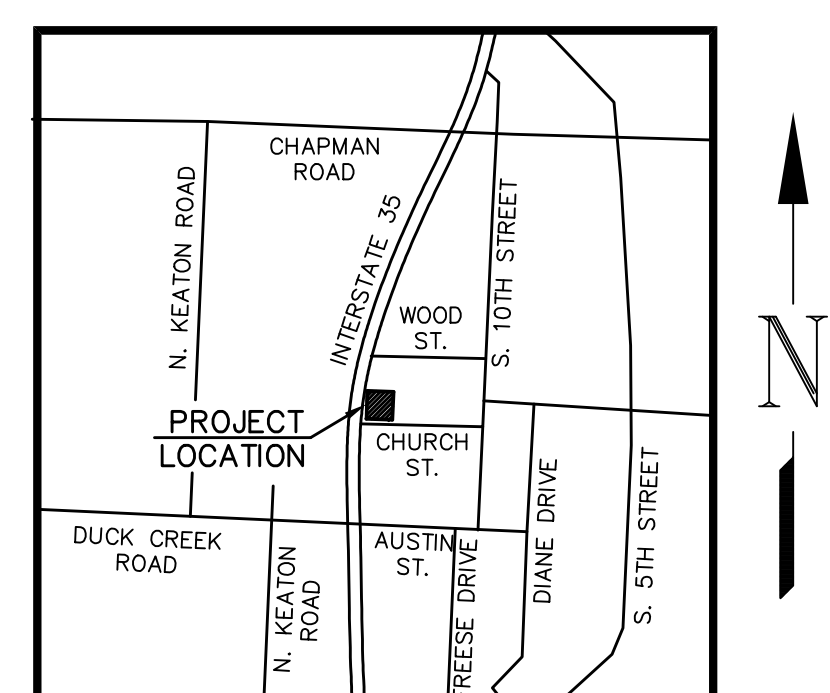 CHAPMAN
ROAD
N. KEATON ROAD
INTERSTATE 35
S. 10TH STREET
WOOD
ST.
N
PROJECT
LOCATION
CHURCH
ST.
DIANE DRIVE
S. 5TH STREET
DUCK CREEK
ROAD
AUSTIN
ST.
N. KEATON
ROAD
FREESE DRIVE